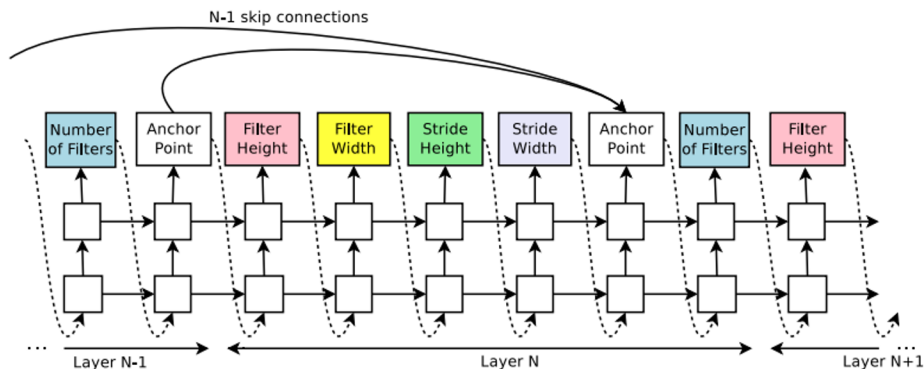 N-1 skip connections
Number
of Filters
Anchor
Point
Filter
Height
Filter
Width
Stride
Height
Stride
Width
Anchor
Point
Number
of Filters
Filter
Height
...
Layer N-1
Layer N
Layer N+1
...